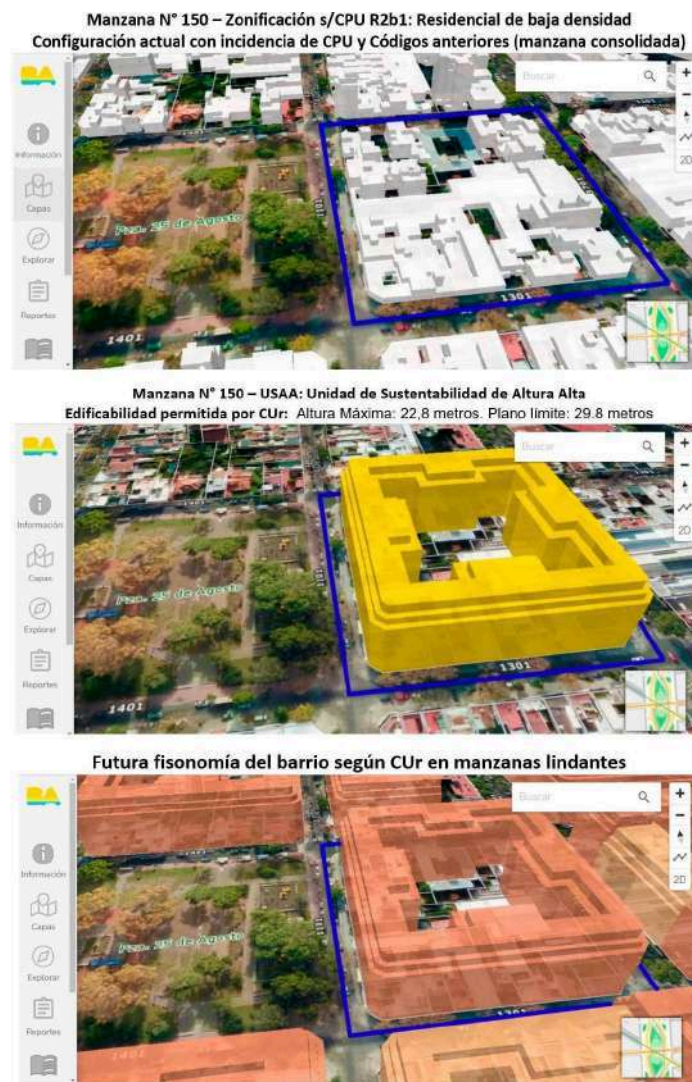 Manzana N° 150 – Zonificación s/CPU R2b1: Residencial de baja densidad
Configuración actual con incidencia de CPU y Códigos anteriores (manzana consolidada)
BA
Buscar
Información
Capas
Explorar
Reportes
2D
Pza. 25 de Agosto
1301
1401
Manzana N° 150 – USAA: Unidad de Sustentabilidad de Altura Alta
Edificabilidad permitida por CUr: Altura Máxima: 22,8 metros. Plano límite: 29.8 metros
BA
Buscar
Información
Capas
Explorar
Reportes
2D
Pza. 25 de Agosto
1301
1401
Futura fisonomía del barrio según CUr en manzanas lindantes
BA
Buscar
Información
Capas
Explorar
Reportes
2D
Pza. 25 de Agosto
1301
1401